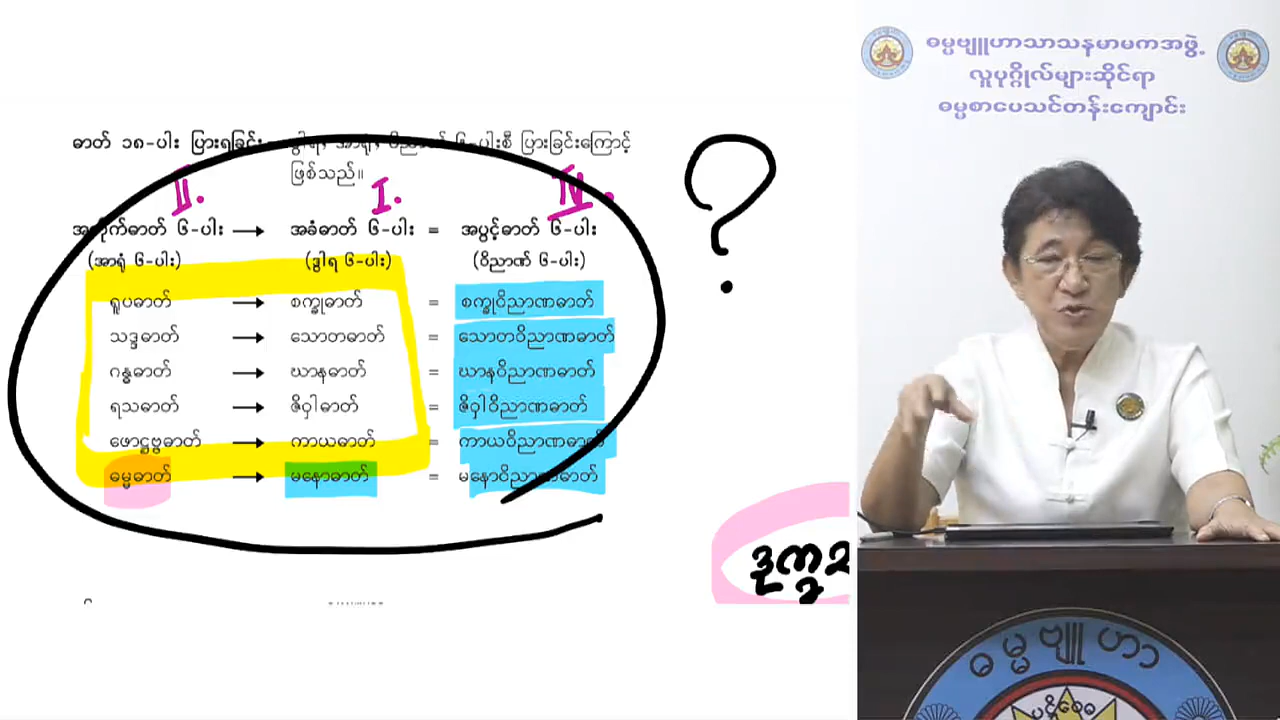 ဓာတ် ၁၈-ပါး ပြားရခြင်း ဒွါရ၊ အာရုံ၊ ဝိညာဏ် ၆-ပါးစီ ပြားခြင်းကြောင့်
ဖြစ်သည်။
II. I. IV.
အတိုက်ဓာတ် ၆-ပါး → အခံဓာတ် ၆-ပါး = အပွင့်ဓာတ် ၆-ပါး
(အာရုံ ၆-ပါး) (ဒွါရ ၆-ပါး) (ဝိညာဏ် ၆-ပါး)
ရူပဓာတ် → စက္ခုဓာတ် = စက္ခုဝိညာဏဓာတ်
သဒ္ဒဓာတ် → သောတဓာတ် = သောတဝိညာဏဓာတ်
ဂန္ဓဓာတ် → ဃာနဓာတ် = ဃာနဝိညာဏဓာတ်
ရသဓာတ် → ဇိဝှါဓာတ် = ဇိဝှါဝိညာဏဓာတ်
ဖောဋ္ဌဗ္ဗဓာတ် → ကာယဓာတ် = ကာယဝိညာဏဓာတ်
ဓမ္မဓာတ် → မနောဓာတ် = မနောဝိညာဏဓာတ်
?
ဒုက္ခသ
ဓမ္မဗျူဟာသာသနမာမကအဖွဲ့
လူပုဂ္ဂိုလ်များဆိုင်ရာ
ဓမ္မစာပေသင်တန်းကျောင်း
ဓမ္မဗျူဟာ